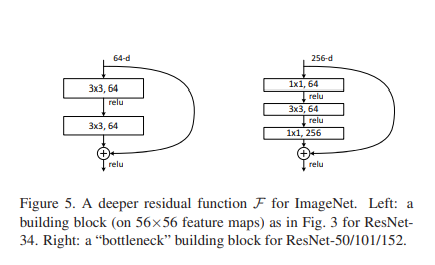 64-d
3x3, 64
relu
3x3, 64
relu
256-d
1x1, 64
relu
3x3, 64
relu
1x1, 256
relu
Figure 5. A deeper residual function F for ImageNet. Left: a
building block (on 56×56 feature maps) as in Fig. 3 for ResNet-
34. Right: a “bottleneck” building block for ResNet-50/101/152.